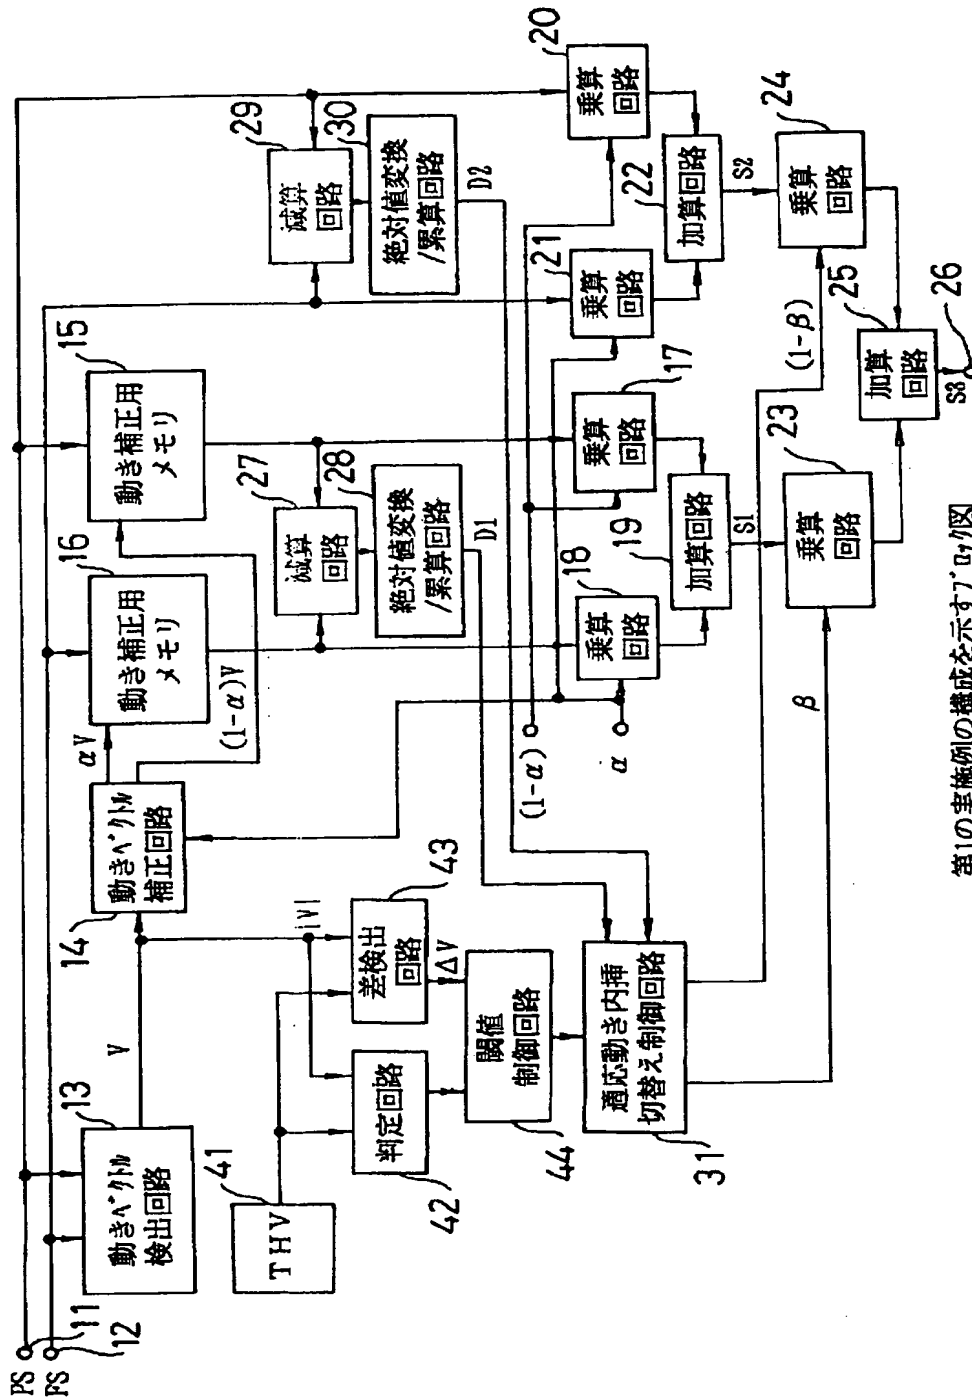 PS
FS
11
12
13
動きベクトル
検出回路
V
14
動きベクトル
補正回路
αV
(1-α)V
16
動き補正用
メモリ
15
動き補正用
メモリ
27
減算
回路
28
絶対値変換
/累算回路
D1
29
減算
回路
30
絶対値変換
/累算回路
D2
41
THV
|V|
42
判定回路
43
差検出
回路
ΔV
44
閾値
制御回路
31
適応動き内挿
切替え制御回路
(1-α)
α
18
乗算
回路
17
乗算
回路
19
加算回路
S1
21
乗算
回路
20
乗算
回路
22
加算回路
S2
β
(1-β)
23
乗算
回路
24
乗算
回路
25
加算
回路
S3
26
第1の実施例の構成を示すブロック図